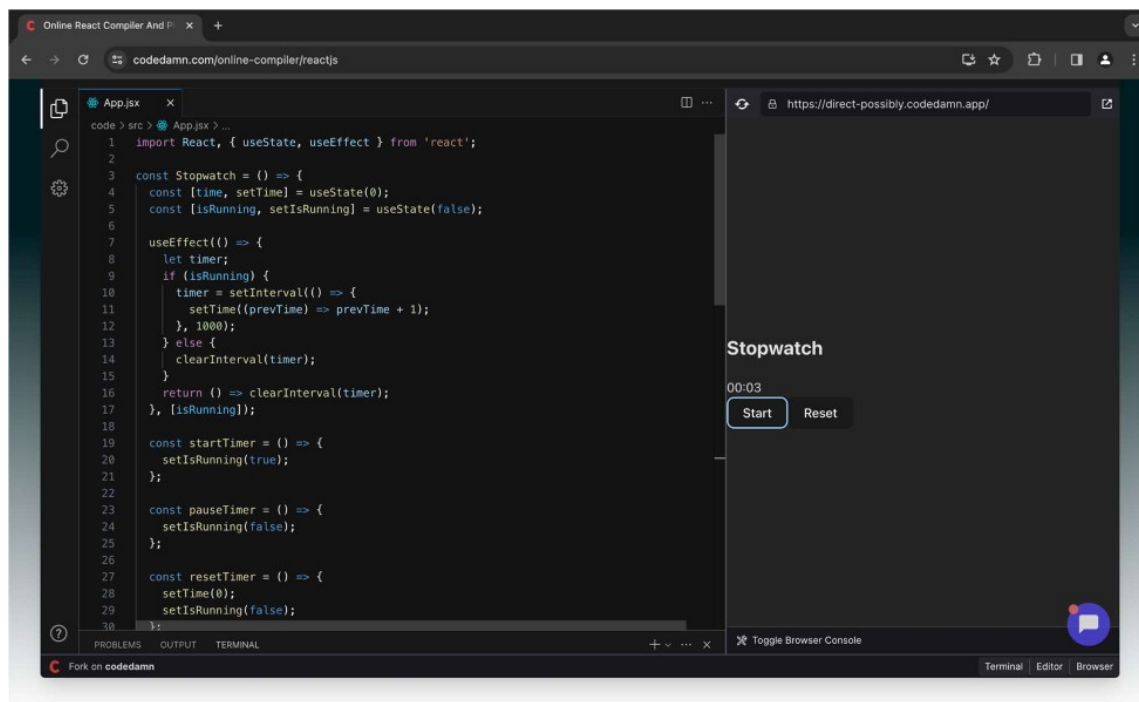 Online React Compiler And Pl
codedamn.com/online-compiler/reactjs
App.jsx
code > src > App.jsx > ...
1 import React, { useState, useEffect } from 'react';
2
3 const Stopwatch = () => {
4 const [time, setTime] = useState(0);
5 const [isRunning, setIsRunning] = useState(false);
6
7 useEffect(() => {
8 let timer;
9 if (isRunning) {
10 timer = setInterval(() => {
11 setTime((prevTime) => prevTime + 1);
12 }, 1000);
13 } else {
14 clearInterval(timer);
15 }
16 return () => clearInterval(timer);
17 }, [isRunning]);
18
19 const startTimer = () => {
20 setIsRunning(true);
21 };
22
23 const pauseTimer = () => {
24 setIsRunning(false);
25 };
26
27 const resetTimer = () => {
28 setTime(0);
29 setIsRunning(false);
30 };
PROBLEMS OUTPUT TERMINAL
https://direct-possibly.codedamn.app/
Stopwatch
00:03
Start Reset
Toggle Browser Console
Fork on codedamn
Terminal Editor Browser